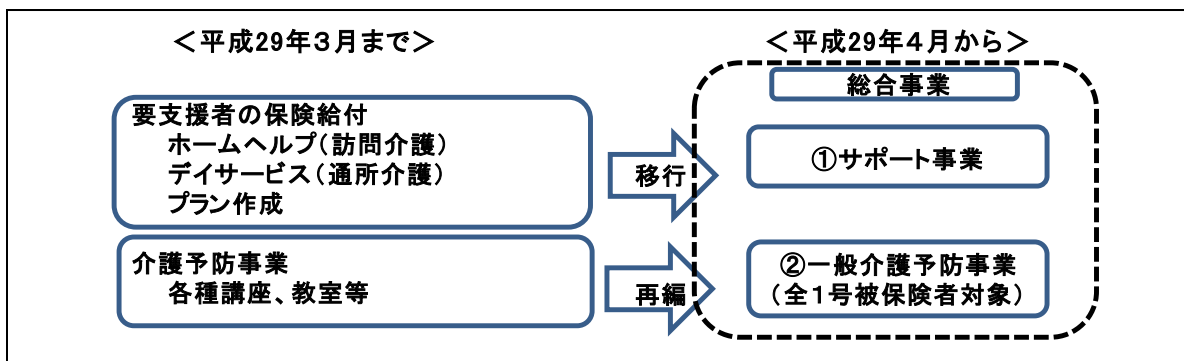 ＜平成29年３月まで＞
＜平成29年４月から＞
総合事業
要支援者の保険給付
ホームヘルプ（訪問介護）
デイサービス（通所介護）
プラン作成
移行
①サポート事業
介護予防事業
各種講座、教室等
再編
②一般介護予防事業
（全１号被保険者対象）